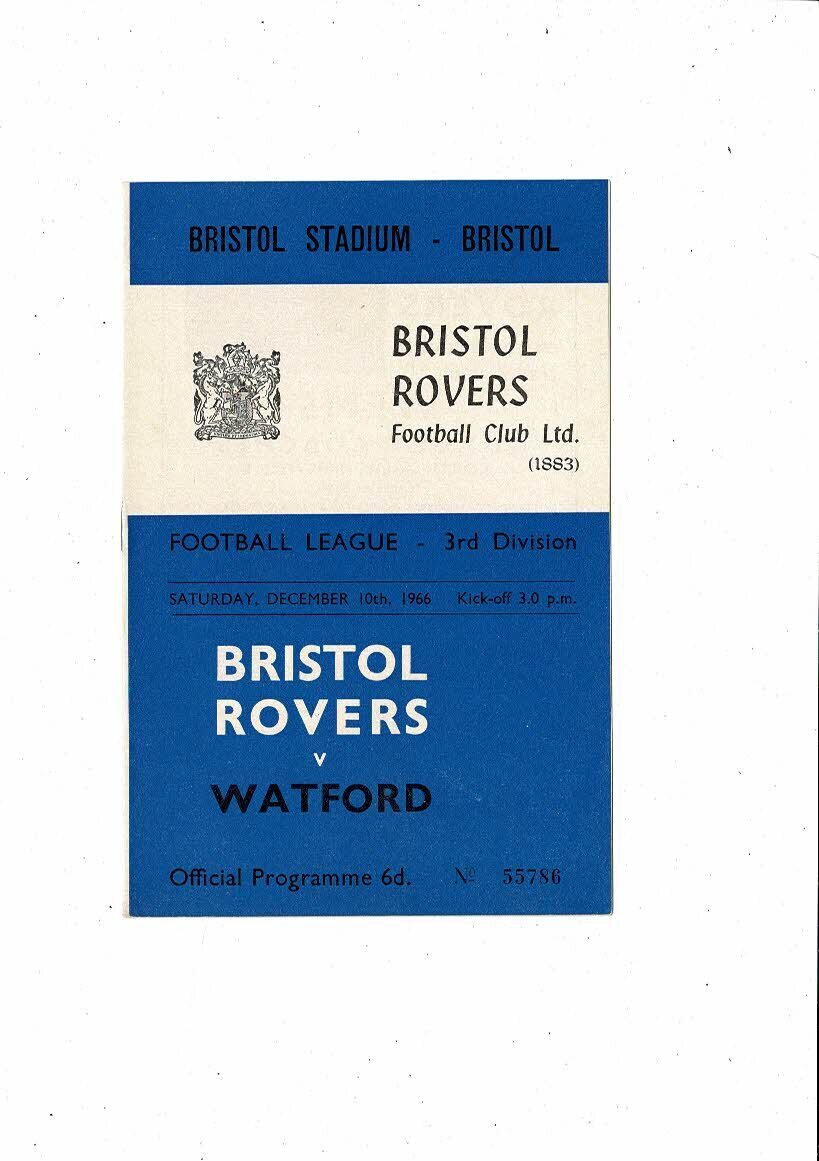 BRISTOL STADIUM - BRISTOL
BRISTOL
ROVERS
Football Club Ltd.
(1883)
FOOTBALL LEAGUE - 3rd Division
SATURDAY, DECEMBER 10th, 1966 Kick-off 3.0 p.m.
BRISTOL
ROVERS
v
WATFORD
Official Programme 6d. Nº 55786